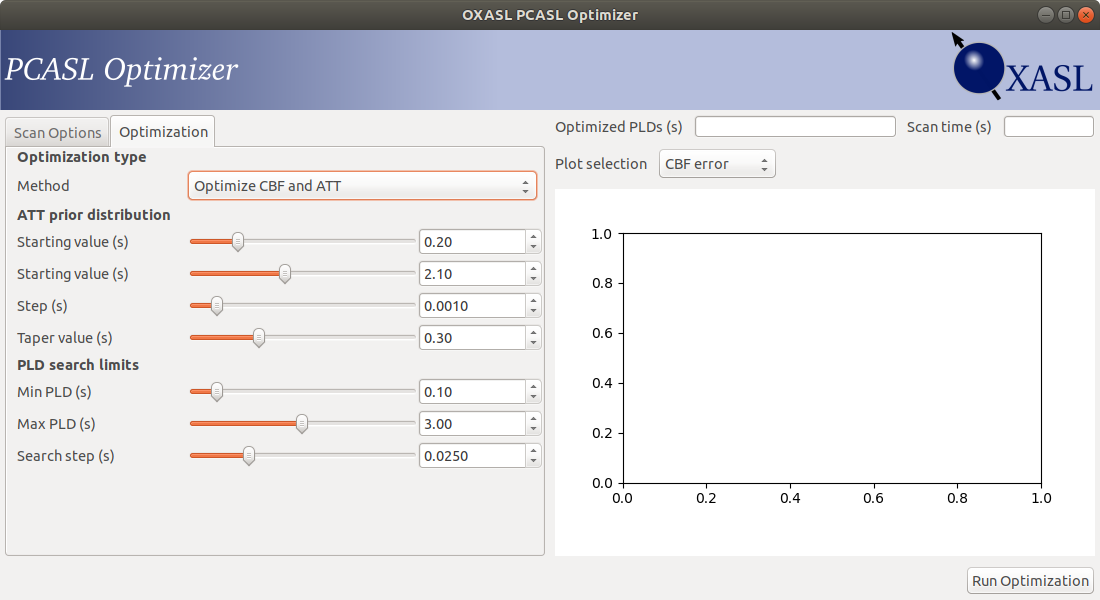 OXASL PCASL Optimizer
PCASL Optimizer
OXASL
Scan Options Optimization
Optimization type
Method Optimize CBF and ATT
ATT prior distribution
Starting value (s) 0.20
Starting value (s) 2.10
Step (s) 0.0010
Taper value (s) 0.30
PLD search limits
Min PLD (s) 0.10
Max PLD (s) 3.00
Search step (s) 0.0250
Optimized PLDs (s) Scan time (s)
Plot selection CBF error
1.0
0.8
0.6
0.4
0.2
0.0
0.0 0.2 0.4 0.6 0.8 1.0
Run Optimization